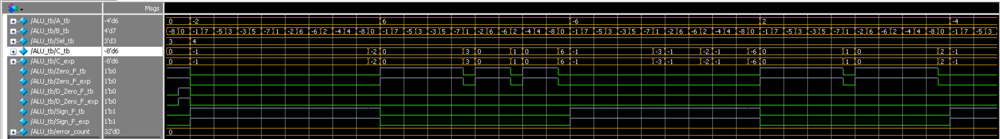 Msgs
/ALU_tb/A_tb -4'd6 0 -2 6 -6 2 -4
/ALU_tb/B_tb 4'd7 -8 0 -1 7 -5 3 -3 5 -7 1 -2 6 -6 2 -4 4 -8 0 -1 7 -5 3 -3 5 -7 1 -2 6 -6 2 -4 4 -8 0 -1 7 -5 3 -3 5 -7 1 -2 6 -6 2 -4 4 -8 0 -1 7 -5 3 -3 5 -7 1 -2 6 -6 2 -4 4 -8 0 -1 7 -5 3
/ALU_tb/Sel_tb 3'd3 3 4
/ALU_tb/C_tb -8'd6 0 -1 -2 0 3 0 1 0 6 -1 -3 -1 -2 -1 -6 0 1 0 2 -1
/ALU_tb/C_exp -8'd6 0 -1 -2 0 3 0 1 0 6 -1 -3 -1 -2 -1 -6 0 1 0 2 -1
/ALU_tb/Zero_F_tb 1'b0
/ALU_tb/Zero_F_exp 1'b0
/ALU_tb/D_Zero_F_tb 1'b0
/ALU_tb/D_Zero_F_exp 1'b0
/ALU_tb/Sign_F_tb 1'b1
/ALU_tb/Sign_F_exp 1'b1
/ALU_tb/error_count 32'd0 0